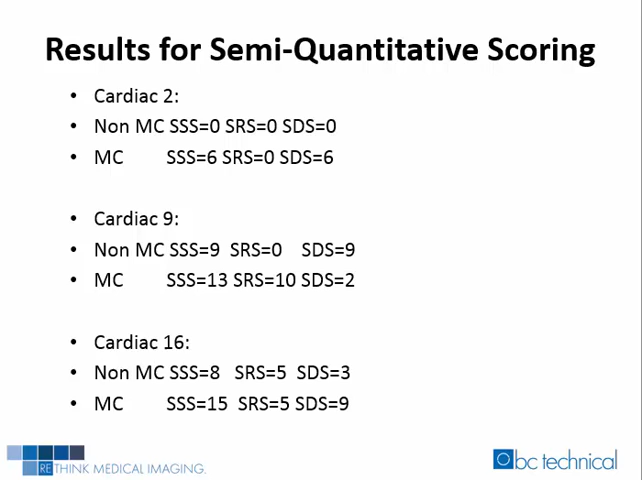 Results for Semi-Quantitative Scoring
• Cardiac 2:
• Non MC SSS=0 SRS=0 SDS=0
• MC SSS=6 SRS=0 SDS=6
• Cardiac 9:
• Non MC SSS=9 SRS=0 SDS=9
• MC SSS=13 SRS=10 SDS=2
• Cardiac 16:
• Non MC SSS=8 SRS=5 SDS=3
• MC SSS=15 SRS=5 SDS=9
RETHINK MEDICAL IMAGING.
bc technical